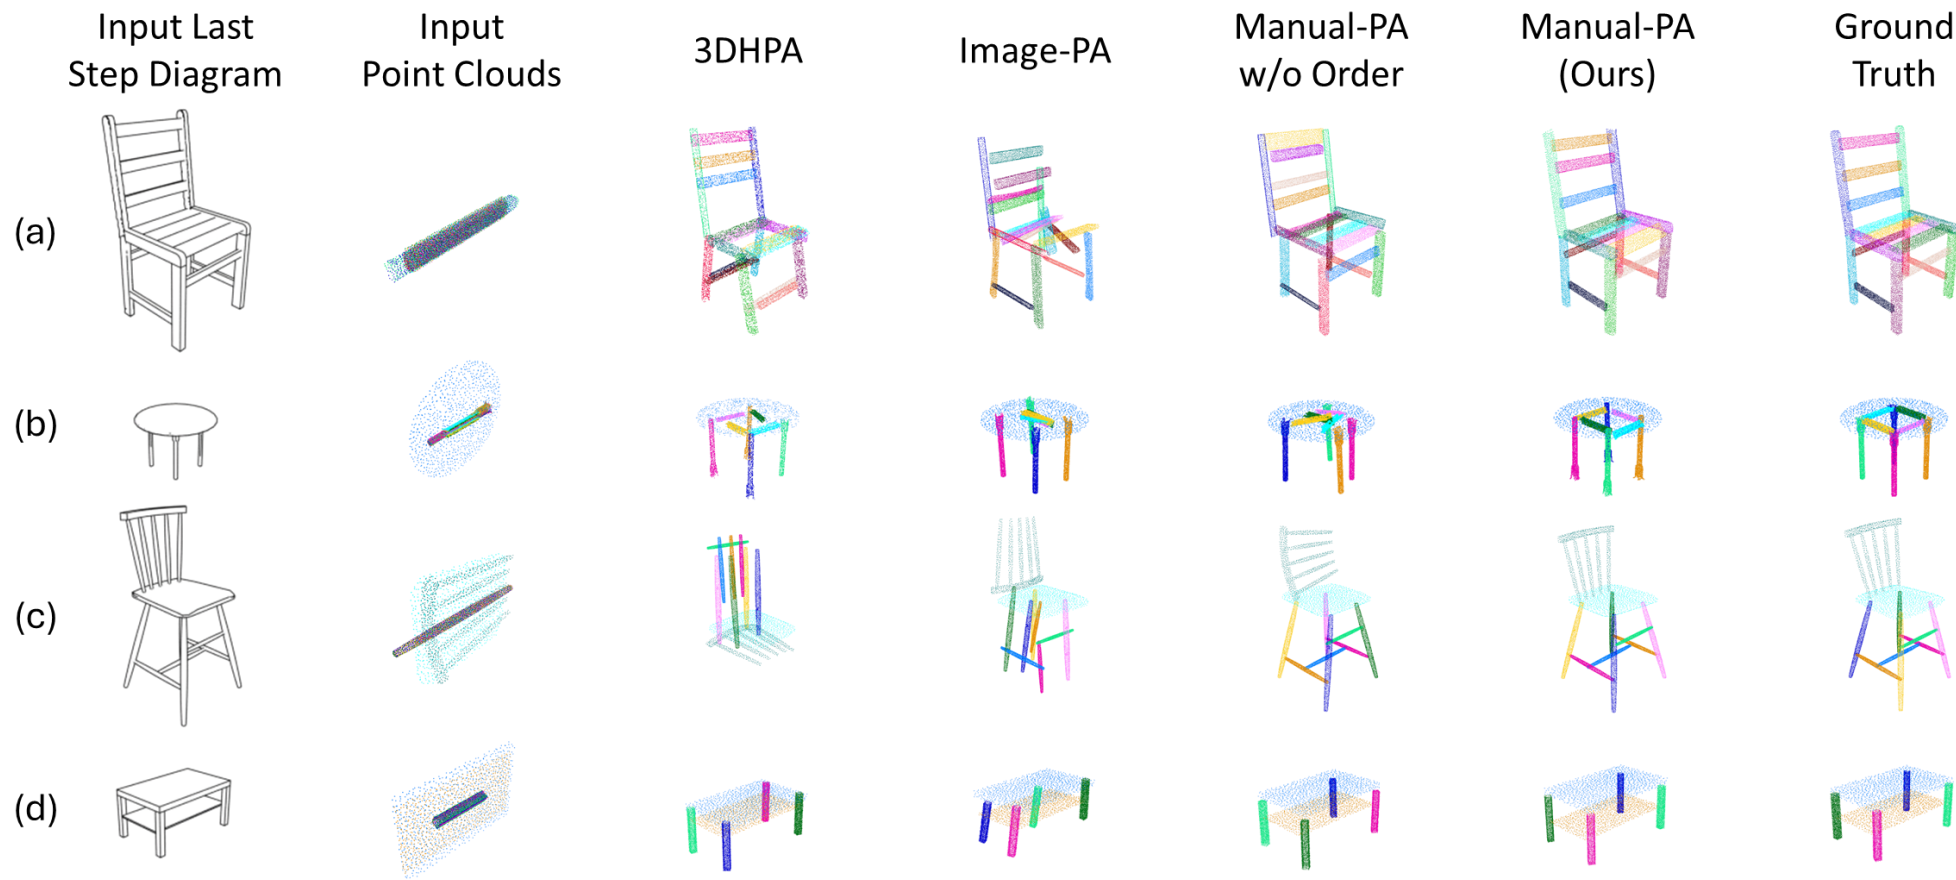 Input Last
Step Diagram
Input
Point Clouds
3DHPA
Image-PA
Manual-PA
w/o Order
Manual-PA
(Ours)
Ground
Truth
(a)
(b)
(c)
(d)